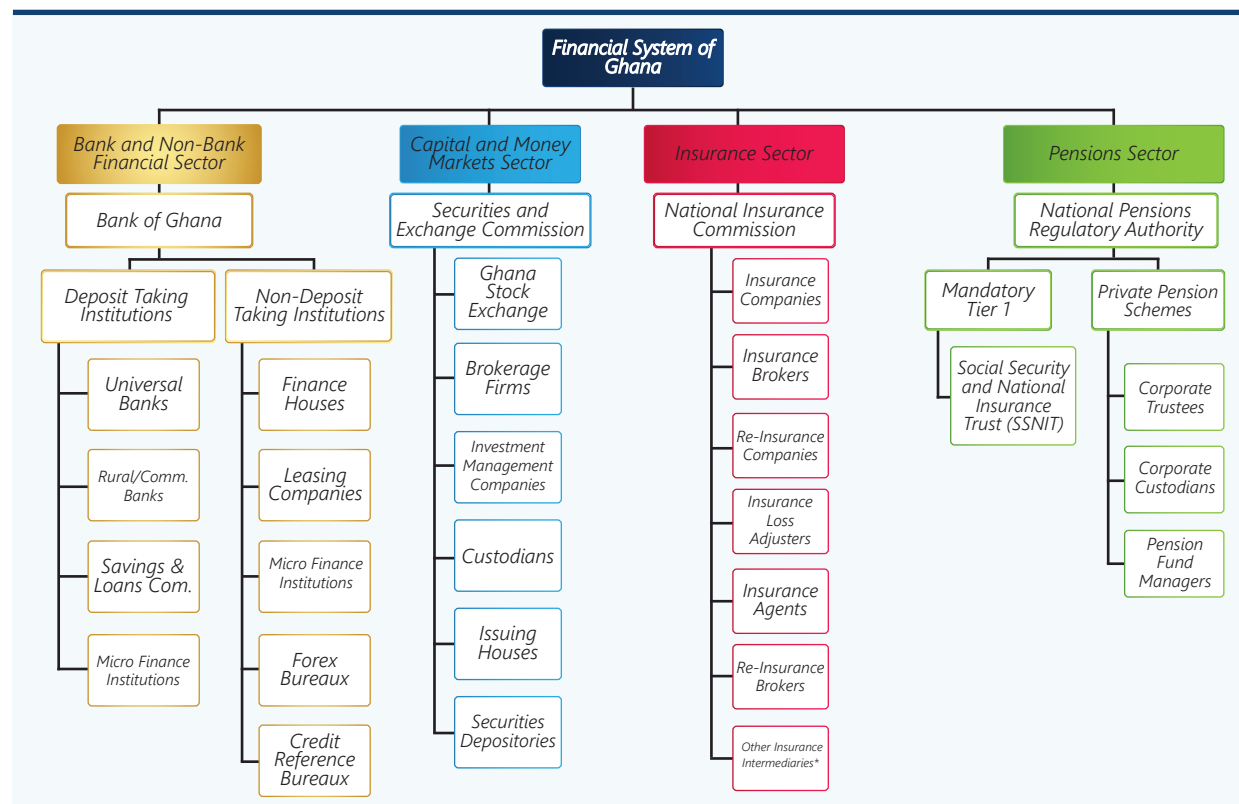 Financial System of
Ghana
Bank and Non-Bank
Financial Sector
Bank of Ghana
Deposit Taking
Institutions
Universal
Banks
Rural/Comm.
Banks
Savings &
Loans Com.
Micro Finance
Institutions
Non-Deposit
Taking Institutions
Finance
Houses
Leasing
Companies
Micro Finance
Institutions
Forex
Bureaux
Credit
Reference
Bureaux
Capital and Money
Markets Sector
Securities and
Exchange Commission
Ghana
Stock
Exchange
Brokerage
Firms
Investment
Management
Companies
Custodians
Issuing
Houses
Securities
Depositories
Insurance Sector
National Insurance
Commission
Insurance
Companies
Insurance
Brokers
Re-Insurance
Companies
Insurance
Loss
Adjusters
Insurance
Agents
Re-Insurance
Brokers
Other Insurance
Intermediaries*
Pensions Sector
National Pensions
Regulatory Authority
Mandatory
Tier 1
Social Security
and National
Insurance
Trust (SSNIT)
Private Pension
Schemes
Corporate
Trustees
Corporate
Custodians
Pension
Fund
Managers